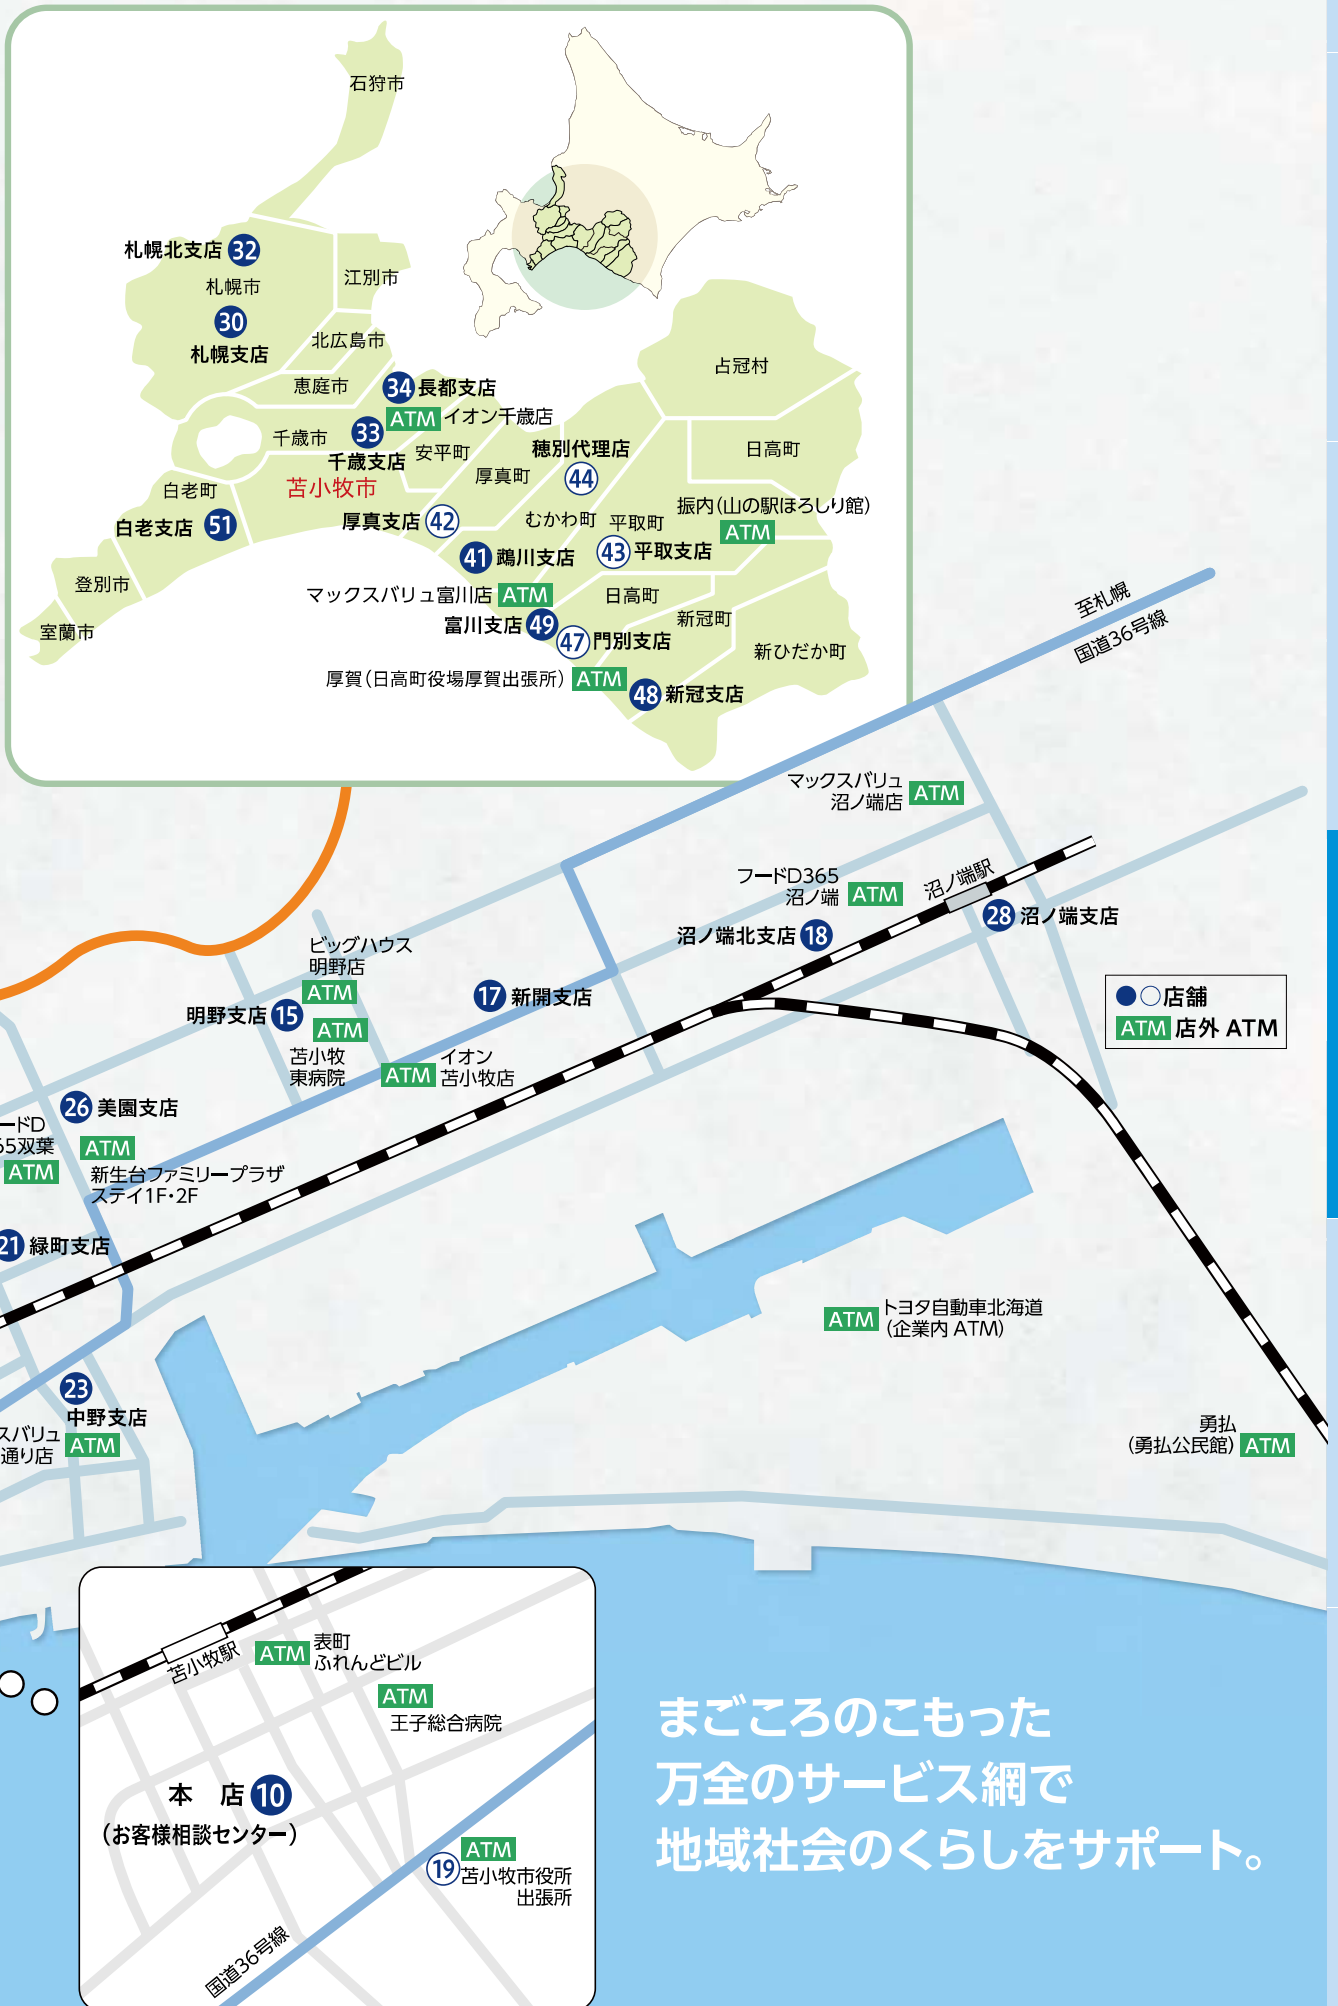 石狩市
札幌北支店 32
札幌市
江別市
30
札幌支店
北広島市
恵庭市
34 長都支店
ATM イオン千歳店
千歳市 33
千歳支店
安平町
苫小牧市
白老町
白老支店 51
登別市
室蘭市
占冠村
日高町
穂別代理店
44
厚真町
厚真支店 42
むかわ町
平取町
振内(山の駅ほろしり館)
ATM
41 鵡川支店
43 平取支店
マックスバリュ富川店 ATM
日高町
富川支店 49
新冠町
47 門別支店
新ひだか町
厚賀(日高町役場厚賀出張所) ATM
48 新冠支店
至札幌
国道36号線
マックスバリュ
沼ノ端店 ATM
フードD365
沼ノ端 ATM
沼ノ端駅
沼ノ端北支店 18
28 沼ノ端支店
ビッグハウス
明野店
ATM
明野支店 15
ATM
苫小牧
東病院
17 新開支店
ATM イオン
苫小牧店
●○店舗
ATM 店外 ATM
26 美園支店
ードD
65双葉
ATM
ATM
新生台ファミリープラザ
ステイ1F・2F
21 緑町支店
ATM トヨタ自動車北海道
(企業内 ATM)
23
中野支店
スバリュ
通り店 ATM
勇払
(勇払公民館) ATM
苫小牧駅
ATM 表町
ふれんどビル
ATM
王子総合病院
本 店 10
(お客様相談センター)
ATM
19 苫小牧市役所
出張所
国道36号線
まごころのこもった
万全のサービス網で
地域社会のくらしをサポート。